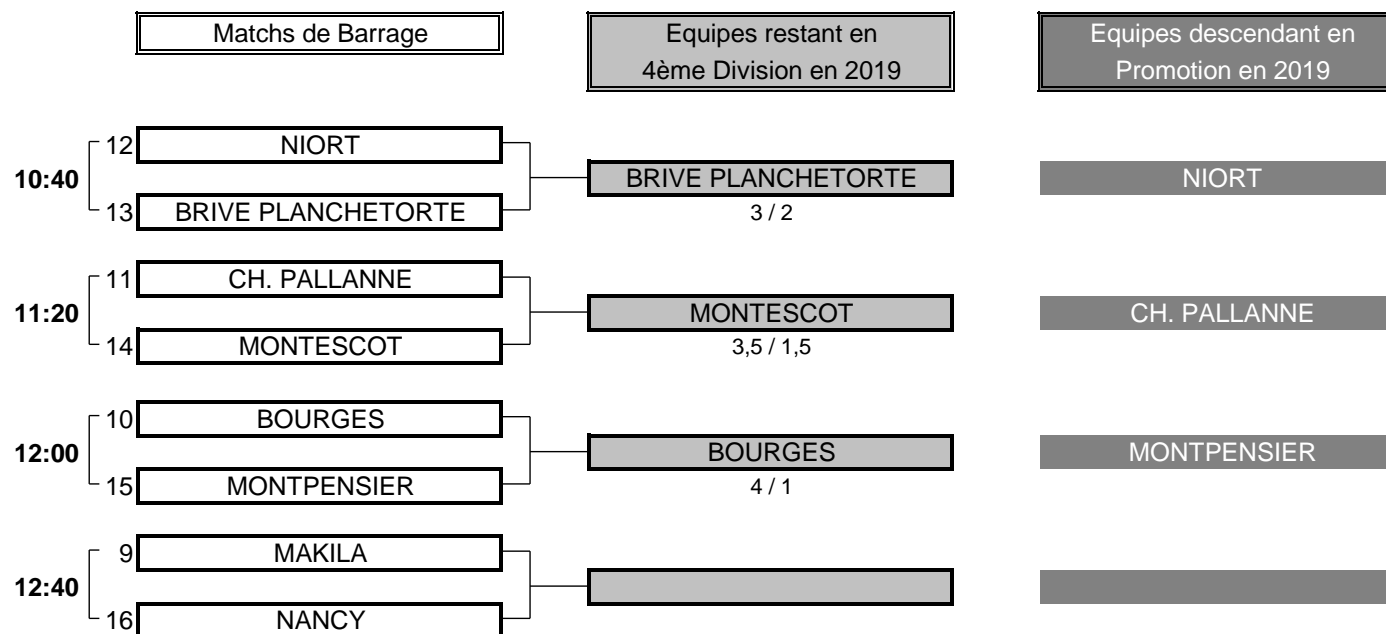 Matchs de Barrage
Equipes restant en
4ème Division en 2019
Equipes descendant en
Promotion en 2019
10:40
12 NIORT
13 BRIVE PLANCHETORTE
BRIVE PLANCHETORTE
3 / 2
NIORT
11:20
11 CH. PALLANNE
14 MONTESCOT
MONTESCOT
3,5 / 1,5
CH. PALLANNE
12:00
10 BOURGES
15 MONTPENSIER
BOURGES
4 / 1
MONTPENSIER
12:40
9 MAKILA
16 NANCY